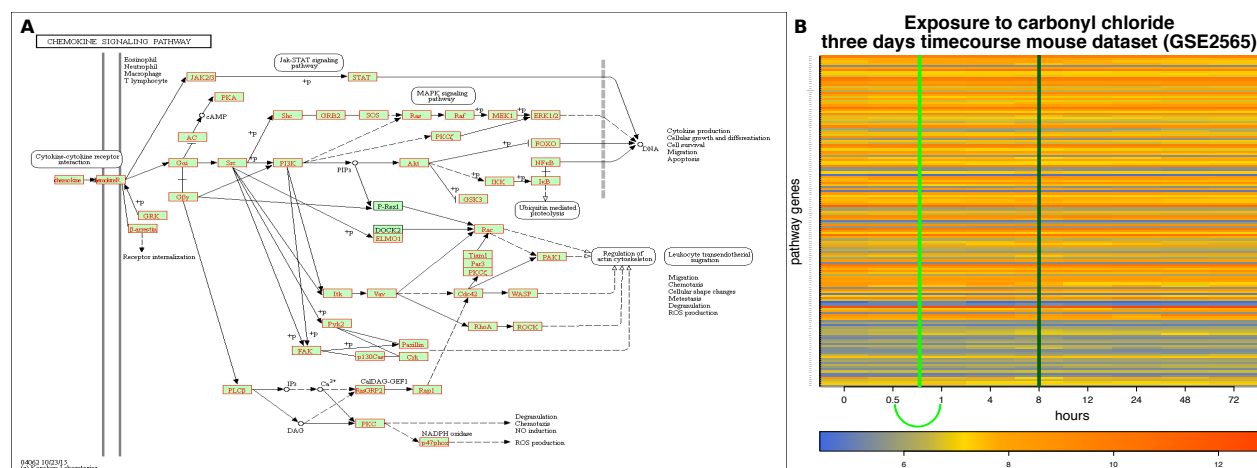 A
CHEMOKINE SIGNALING PATHWAY
Eosinophil
Neutrophil
Macrophage
T lymphocyte
Jak-STAT signaling
pathway
JAK2/3
+p
STAT
PKA
cAMP
MAPK signaling
pathway
AC
+p
Shc
GRB2
SOS
Ras
Raf
+p
MEK1
+p
+p
ERK1/2
PKCζ
Cytokine-cytokine receptor
interaction
Gαi
Src
+p
PI3K
PIP3
Akt
+p
FOXO
DNA
Cytokine production
Cellular growth and differentiation
Cell survival
Migration
Apoptosis
NFκB
chemokine
ChemokineR
+p
IKK
+p
IκB
Gβγ
+p
GSK3
P-Rex1
Ubiquitin mediated
proteolysis
+p
GRK
β-arrestin
Receptor internalization
+p
DOCK2
ELMO1
Rac
Tiam1
Par3
PKCζ
PAK1
Regulation of
actin cytoskeleton
Leukocyte transendothelial
migration
Migration
Chemotaxis
Cellular shape changes
Metastasis
Degranulation
ROS production
Itk
Vav
Cdc42
WASP
+p
Pyk2
RhoA
ROCK
+p
+p
FAK
Paxillin
p130Cas
Crk
PLCβ
IP3
Ca2+
CalDAG-GEF1
RasGRF2
Rap1
DAG
PKC
NADPH oxidase
p47phox
Degranulation
Chemotaxis
NO induction
ROS production
04062 10/23/15
(c) Kanehisa Laboratories
B
Exposure to carbonyl chloride
three days timecourse mouse dataset (GSE2565)
pathway genes
0 0.5 1 4 8 12 24 48 72
hours
6 8 10 12